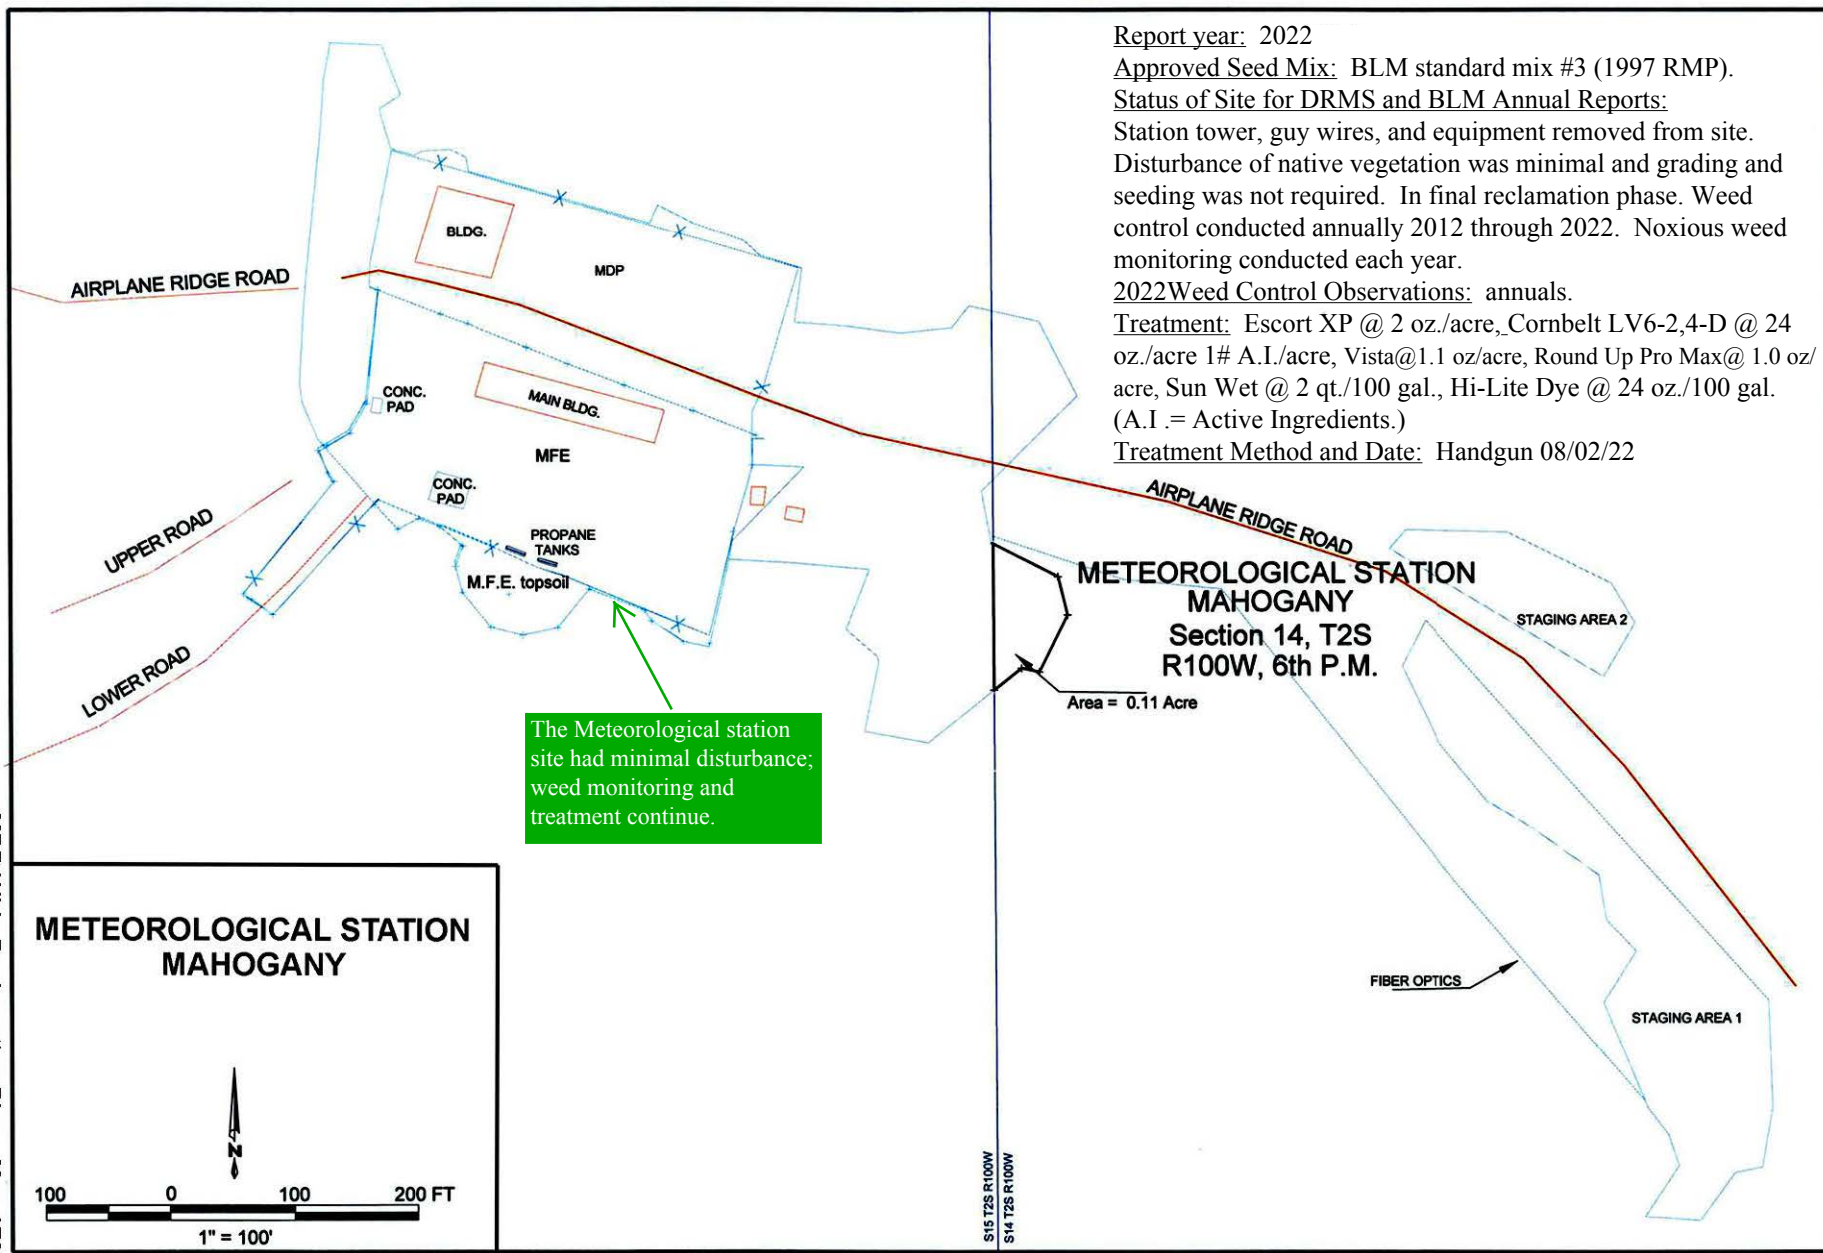 Report year: 2022
Approved Seed Mix: BLM standard mix #3 (1997 RMP).
Status of Site for DRMS and BLM Annual Reports:
Station tower, guy wires, and equipment removed from site.
Disturbance of native vegetation was minimal and grading and
seeding was not required. In final reclamation phase. Weed
control conducted annually 2012 through 2022. Noxious weed
monitoring conducted each year.
2022Weed Control Observations: annuals.
Treatment: Escort XP @ 2 oz./acre, Cornbelt LV6-2,4-D @ 24
oz./acre 1# A.I./acre, Vista@1.1 oz/acre, Round Up Pro Max@ 1.0 oz/
acre, Sun Wet @ 2 qt./100 gal., Hi-Lite Dye @ 24 oz./100 gal.
(A.I .= Active Ingredients.)
Treatment Method and Date: Handgun 08/02/22
BLDG.
MDP
AIRPLANE RIDGE ROAD
CONC.
PAD
MAIN BLDG.
MFE
CONC.
PAD
UPPER ROAD
PROPANE
TANKS
M.F.E. topsoil
LOWER ROAD
AIRPLANE RIDGE ROAD
METEOROLOGICAL STATION
MAHOGANY
Section 14, T2S
R100W, 6th P.M.
Area = 0.11 Acre
STAGING AREA 2
The Meteorological station
site had minimal disturbance;
weed monitoring and
treatment continue.
FIBER OPTICS
STAGING AREA 1
METEOROLOGICAL STATION
MAHOGANY
N
100 0 100 200 FT
1" = 100'
S15 T2S R100W
S14 T2S R100W